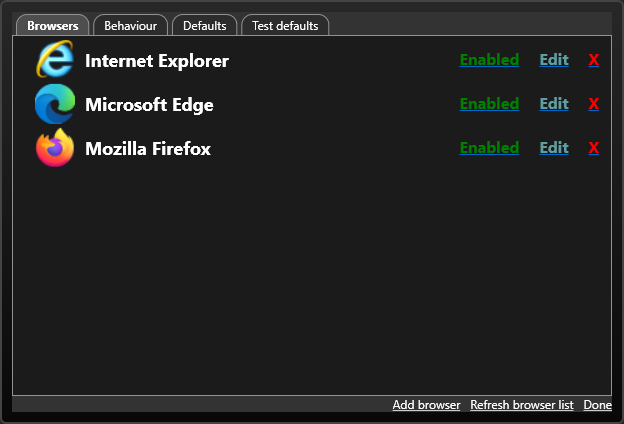 Browsers Behaviour Defaults Test defaults
Internet Explorer Enabled Edit X
Microsoft Edge Enabled Edit X
Mozilla Firefox Enabled Edit X
Add browser Refresh browser list Done